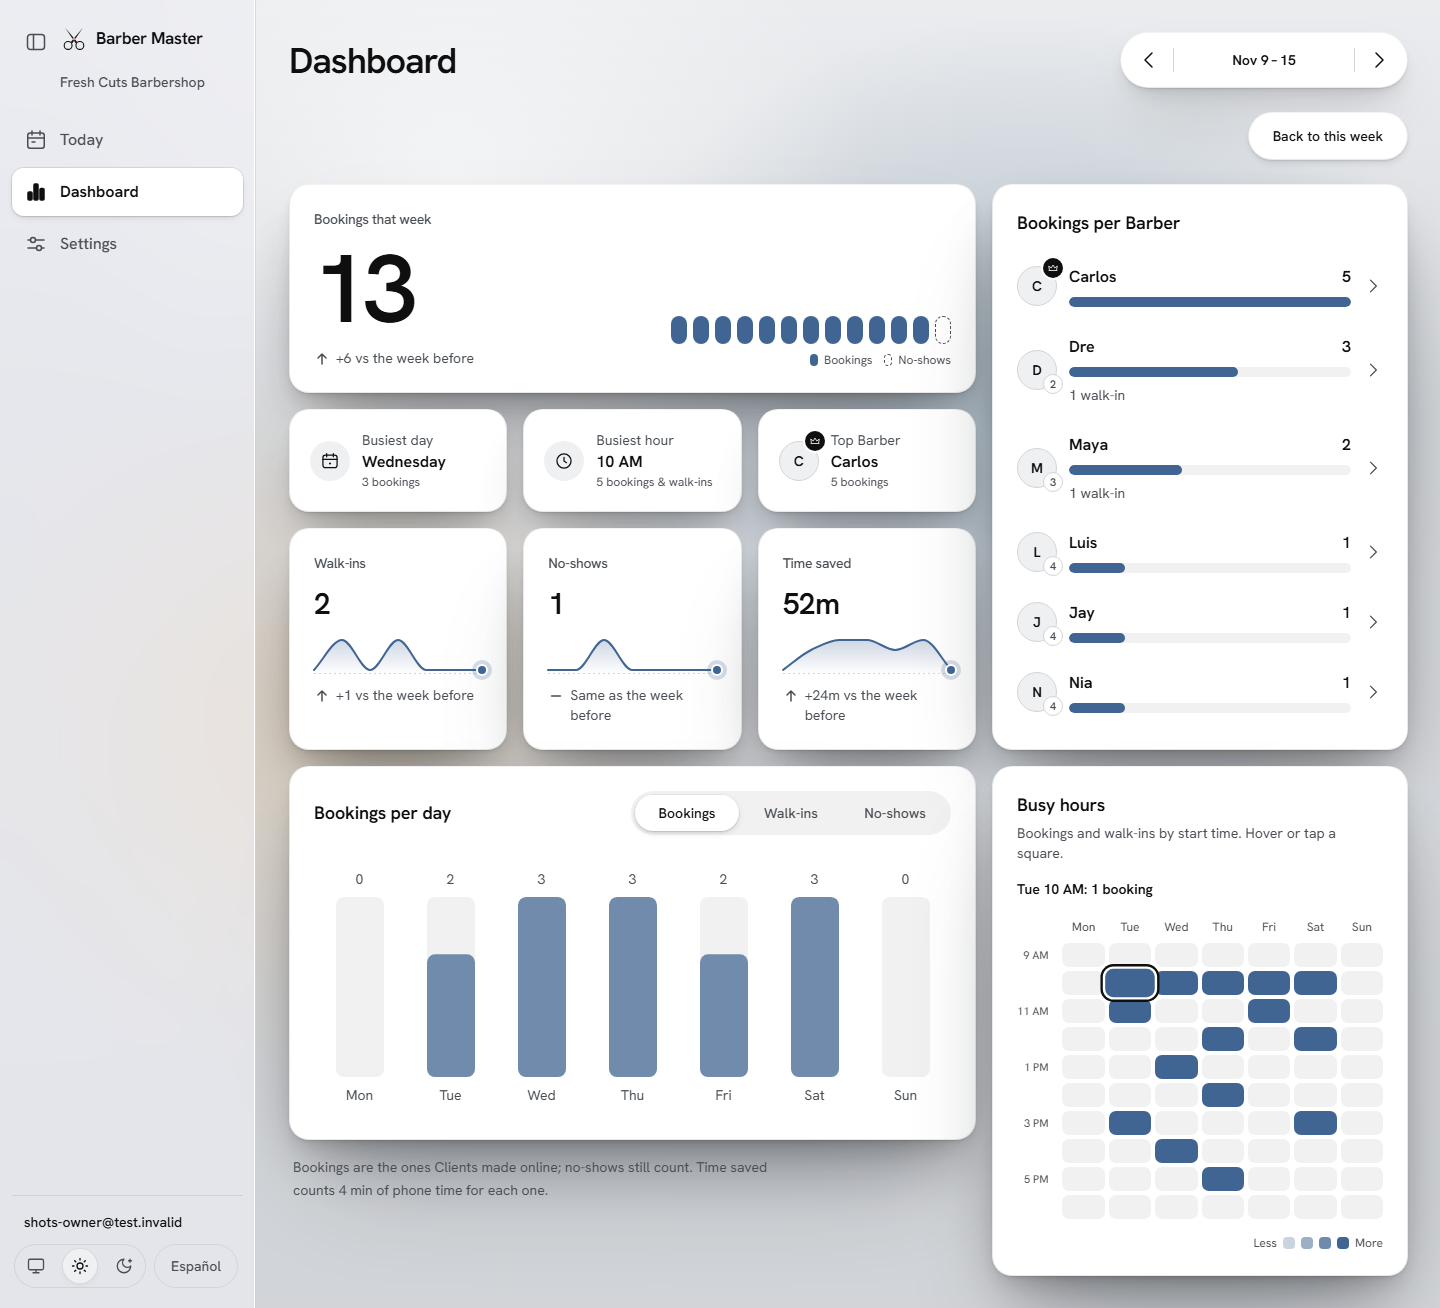 Barber Master
Fresh Cuts Barbershop
Today
Dashboard
Settings
shots-owner@test.invalid
Español
Dashboard
Nov 9 – 15
Back to this week
Bookings that week
13
+6 vs the week before
Bookings No-shows
Busiest day
Wednesday
3 bookings
Busiest hour
10 AM
5 bookings & walk-ins
C
Top Barber
Carlos
5 bookings
Walk-ins
2
+1 vs the week before
No-shows
1
Same as the week
before
Time saved
52m
+24m vs the week
before
Bookings per Barber
C Carlos 5
D 2 Dre 3
1 walk-in
M 3 Maya 2
1 walk-in
L 4 Luis 1
J 4 Jay 1
N 4 Nia 1
Bookings per day
Bookings Walk-ins No-shows
0 2 3 3 2 3 0
Mon Tue Wed Thu Fri Sat Sun
Bookings are the ones Clients made online; no-shows still count. Time saved
counts 4 min of phone time for each one.
Busy hours
Bookings and walk-ins by start time. Hover or tap a
square.
Tue 10 AM: 1 booking
Mon Tue Wed Thu Fri Sat Sun
9 AM
11 AM
1 PM
3 PM
5 PM
Less More